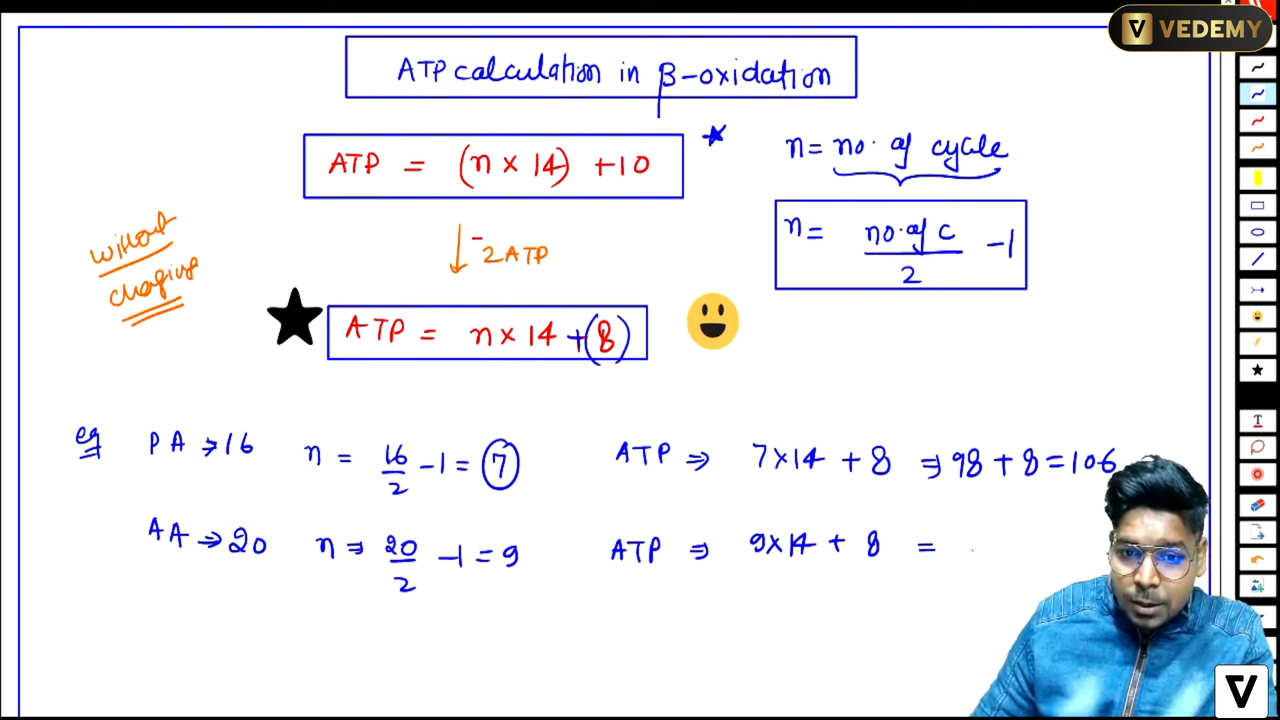 VEDEMY
ATP calculation in β-oxidation
ATP = (n × 14) + 10
n = no. of cycle
n = no. of C / 2 - 1
without
-2 ATP
ATP = n × 14 + (8)
eg PA → 16 n = 16/2 - 1 = 7 ATP ⇒ 7×14 + 8 ⇒ 98 + 8 = 106
AA → 20 n ⇒ 20/2 - 1 = 9 ATP ⇒ 9×14 + 8 =